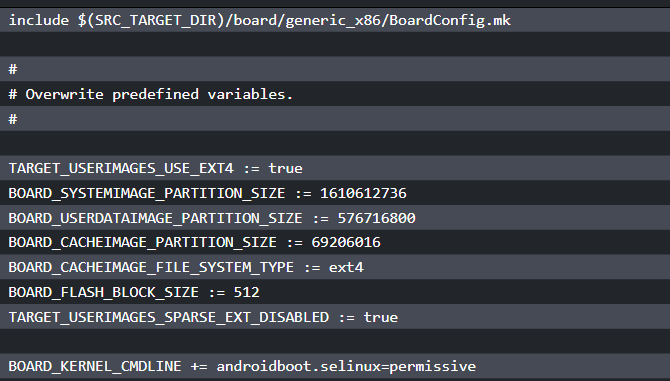 include $(SRC_TARGET_DIR)/board/generic_x86/BoardConfig.mk
#
# Overwrite predefined variables.
#
TARGET_USERIMAGES_USE_EXT4 := true
BOARD_SYSTEMIMAGE_PARTITION_SIZE := 1610612736
BOARD_USERDATAIMAGE_PARTITION_SIZE := 576716800
BOARD_CACHEIMAGE_PARTITION_SIZE := 69206016
BOARD_CACHEIMAGE_FILE_SYSTEM_TYPE := ext4
BOARD_FLASH_BLOCK_SIZE := 512
TARGET_USERIMAGES_SPARSE_EXT_DISABLED := true
BOARD_KERNEL_CMDLINE += androidboot.selinux=permissive